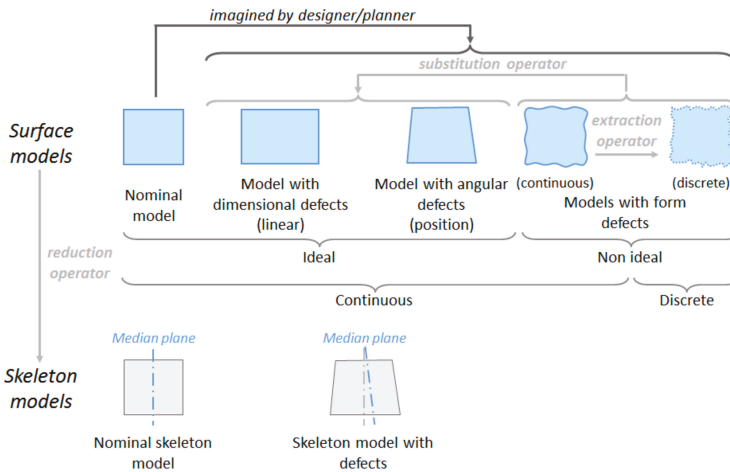 imagined by designer/planner
substitution operator
Surface
models
extraction
operator
Nominal
model
Model with
dimensional defects
(linear)
Model with angular
defects
(position)
(continuous)
(discrete)
Models with form
defects
reduction
operator
Ideal
Non ideal
Continuous
Discrete
Median plane
Median plane
Skeleton
models
Nominal skeleton
model
Skeleton model with
defects